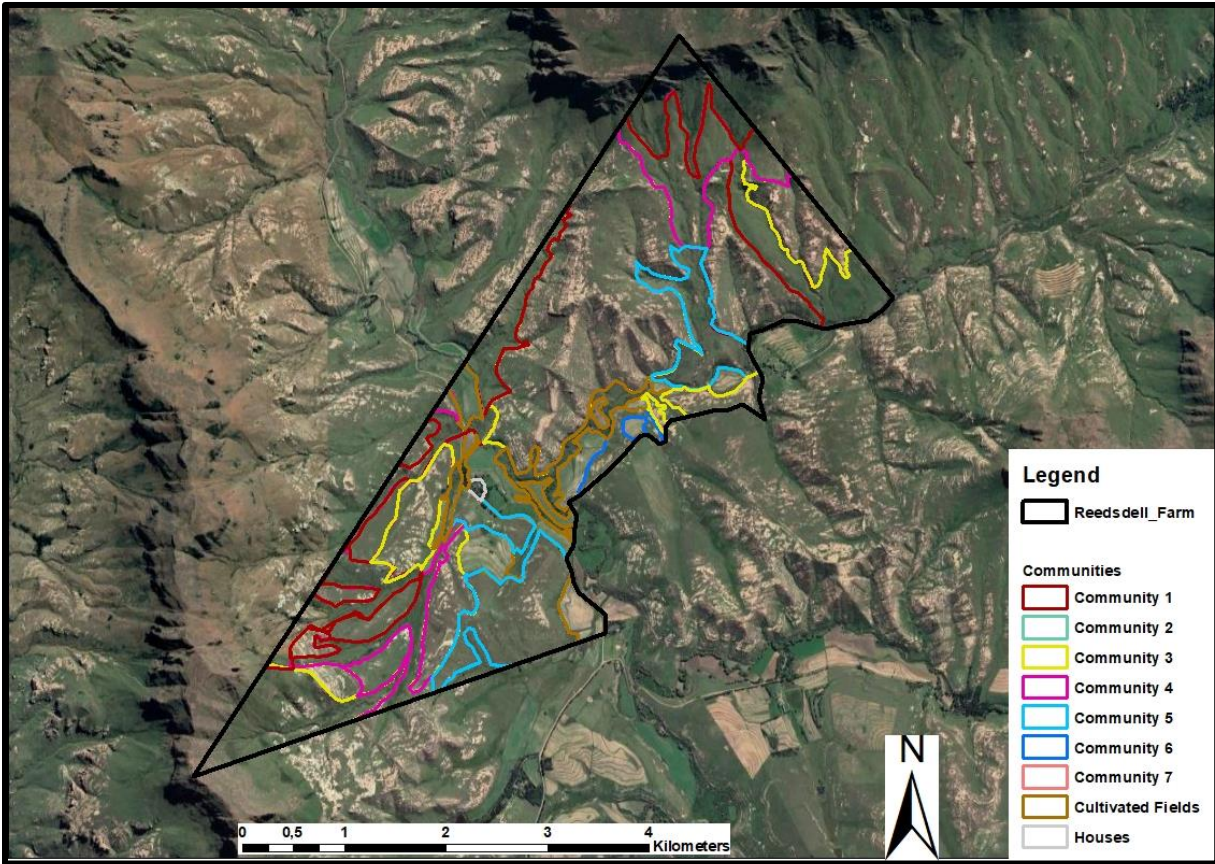 Legend
Reedsdell_Farm
Communities
Community 1
Community 2
Community 3
Community 4
Community 5
Community 6
Community 7
Cultivated Fields
Houses
N
0 0,5 1 2 3 4
Kilometers